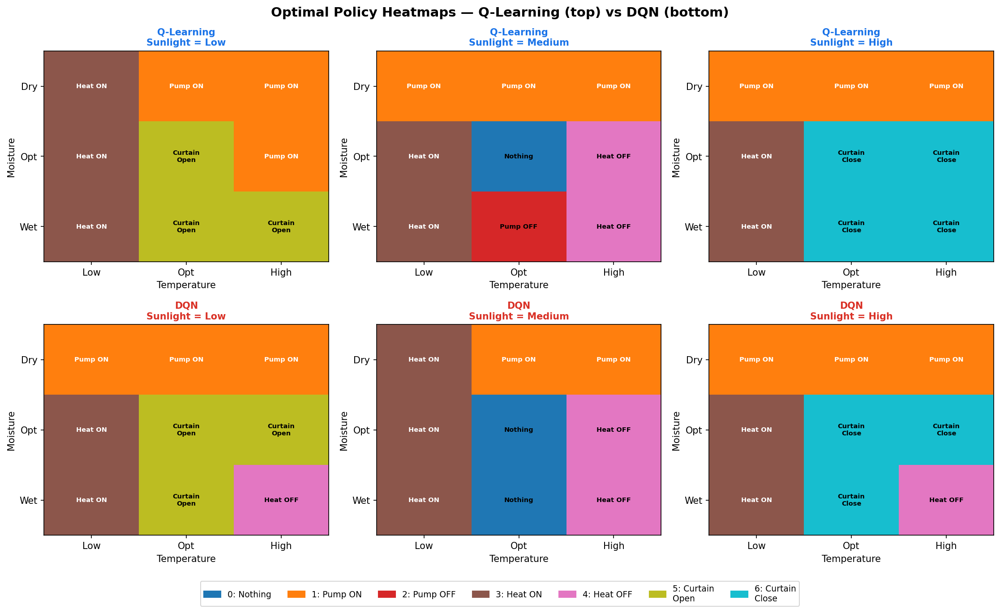 Optimal Policy Heatmaps — Q-Learning (top) vs DQN (bottom)
Q-Learning
Sunlight = Low
Moisture
Dry
Opt
Wet
Heat ON
Pump ON
Pump ON
Heat ON
Curtain
Open
Pump ON
Heat ON
Curtain
Open
Curtain
Open
Low
Opt
High
Temperature
Q-Learning
Sunlight = Medium
Moisture
Dry
Opt
Wet
Pump ON
Pump ON
Pump ON
Heat ON
Nothing
Heat OFF
Heat ON
Pump OFF
Heat OFF
Low
Opt
High
Temperature
Q-Learning
Sunlight = High
Moisture
Dry
Opt
Wet
Pump ON
Pump ON
Pump ON
Heat ON
Curtain
Close
Curtain
Close
Heat ON
Curtain
Close
Curtain
Close
Low
Opt
High
Temperature
DQN
Sunlight = Low
Moisture
Dry
Opt
Wet
Pump ON
Pump ON
Pump ON
Heat ON
Curtain
Open
Curtain
Open
Heat ON
Curtain
Open
Heat OFF
Low
Opt
High
Temperature
DQN
Sunlight = Medium
Moisture
Dry
Opt
Wet
Heat ON
Pump ON
Pump ON
Heat ON
Nothing
Heat OFF
Heat ON
Nothing
Heat OFF
Low
Opt
High
Temperature
DQN
Sunlight = High
Moisture
Dry
Opt
Wet
Pump ON
Pump ON
Pump ON
Heat ON
Curtain
Close
Curtain
Close
Heat ON
Curtain
Close
Heat OFF
Low
Opt
High
Temperature
0: Nothing
1: Pump ON
2: Pump OFF
3: Heat ON
4: Heat OFF
5: Curtain
Open
6: Curtain
Close